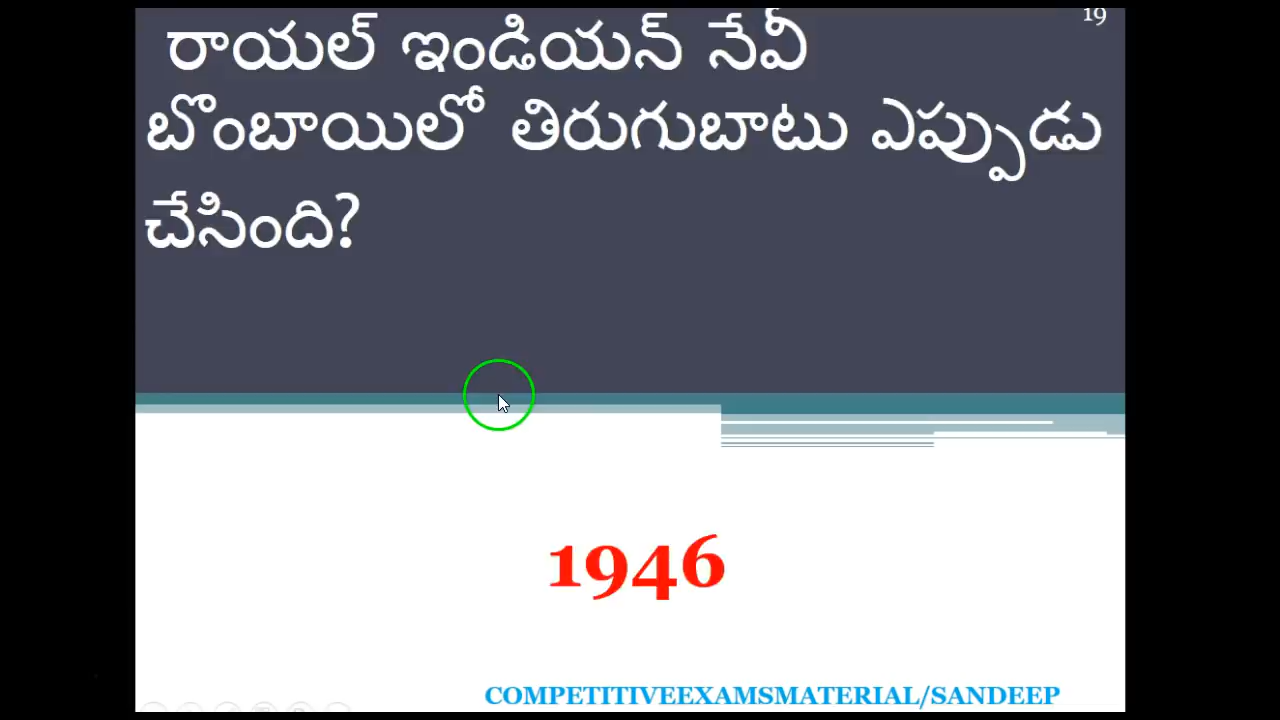 19
రాయల్ ఇండియన్ నేవీ
బొంబాయిలో తిరుగుబాటు ఎప్పుడు
చేసింది?
1946
COMPETITIVEEXAMSMATERIAL/SANDEEP